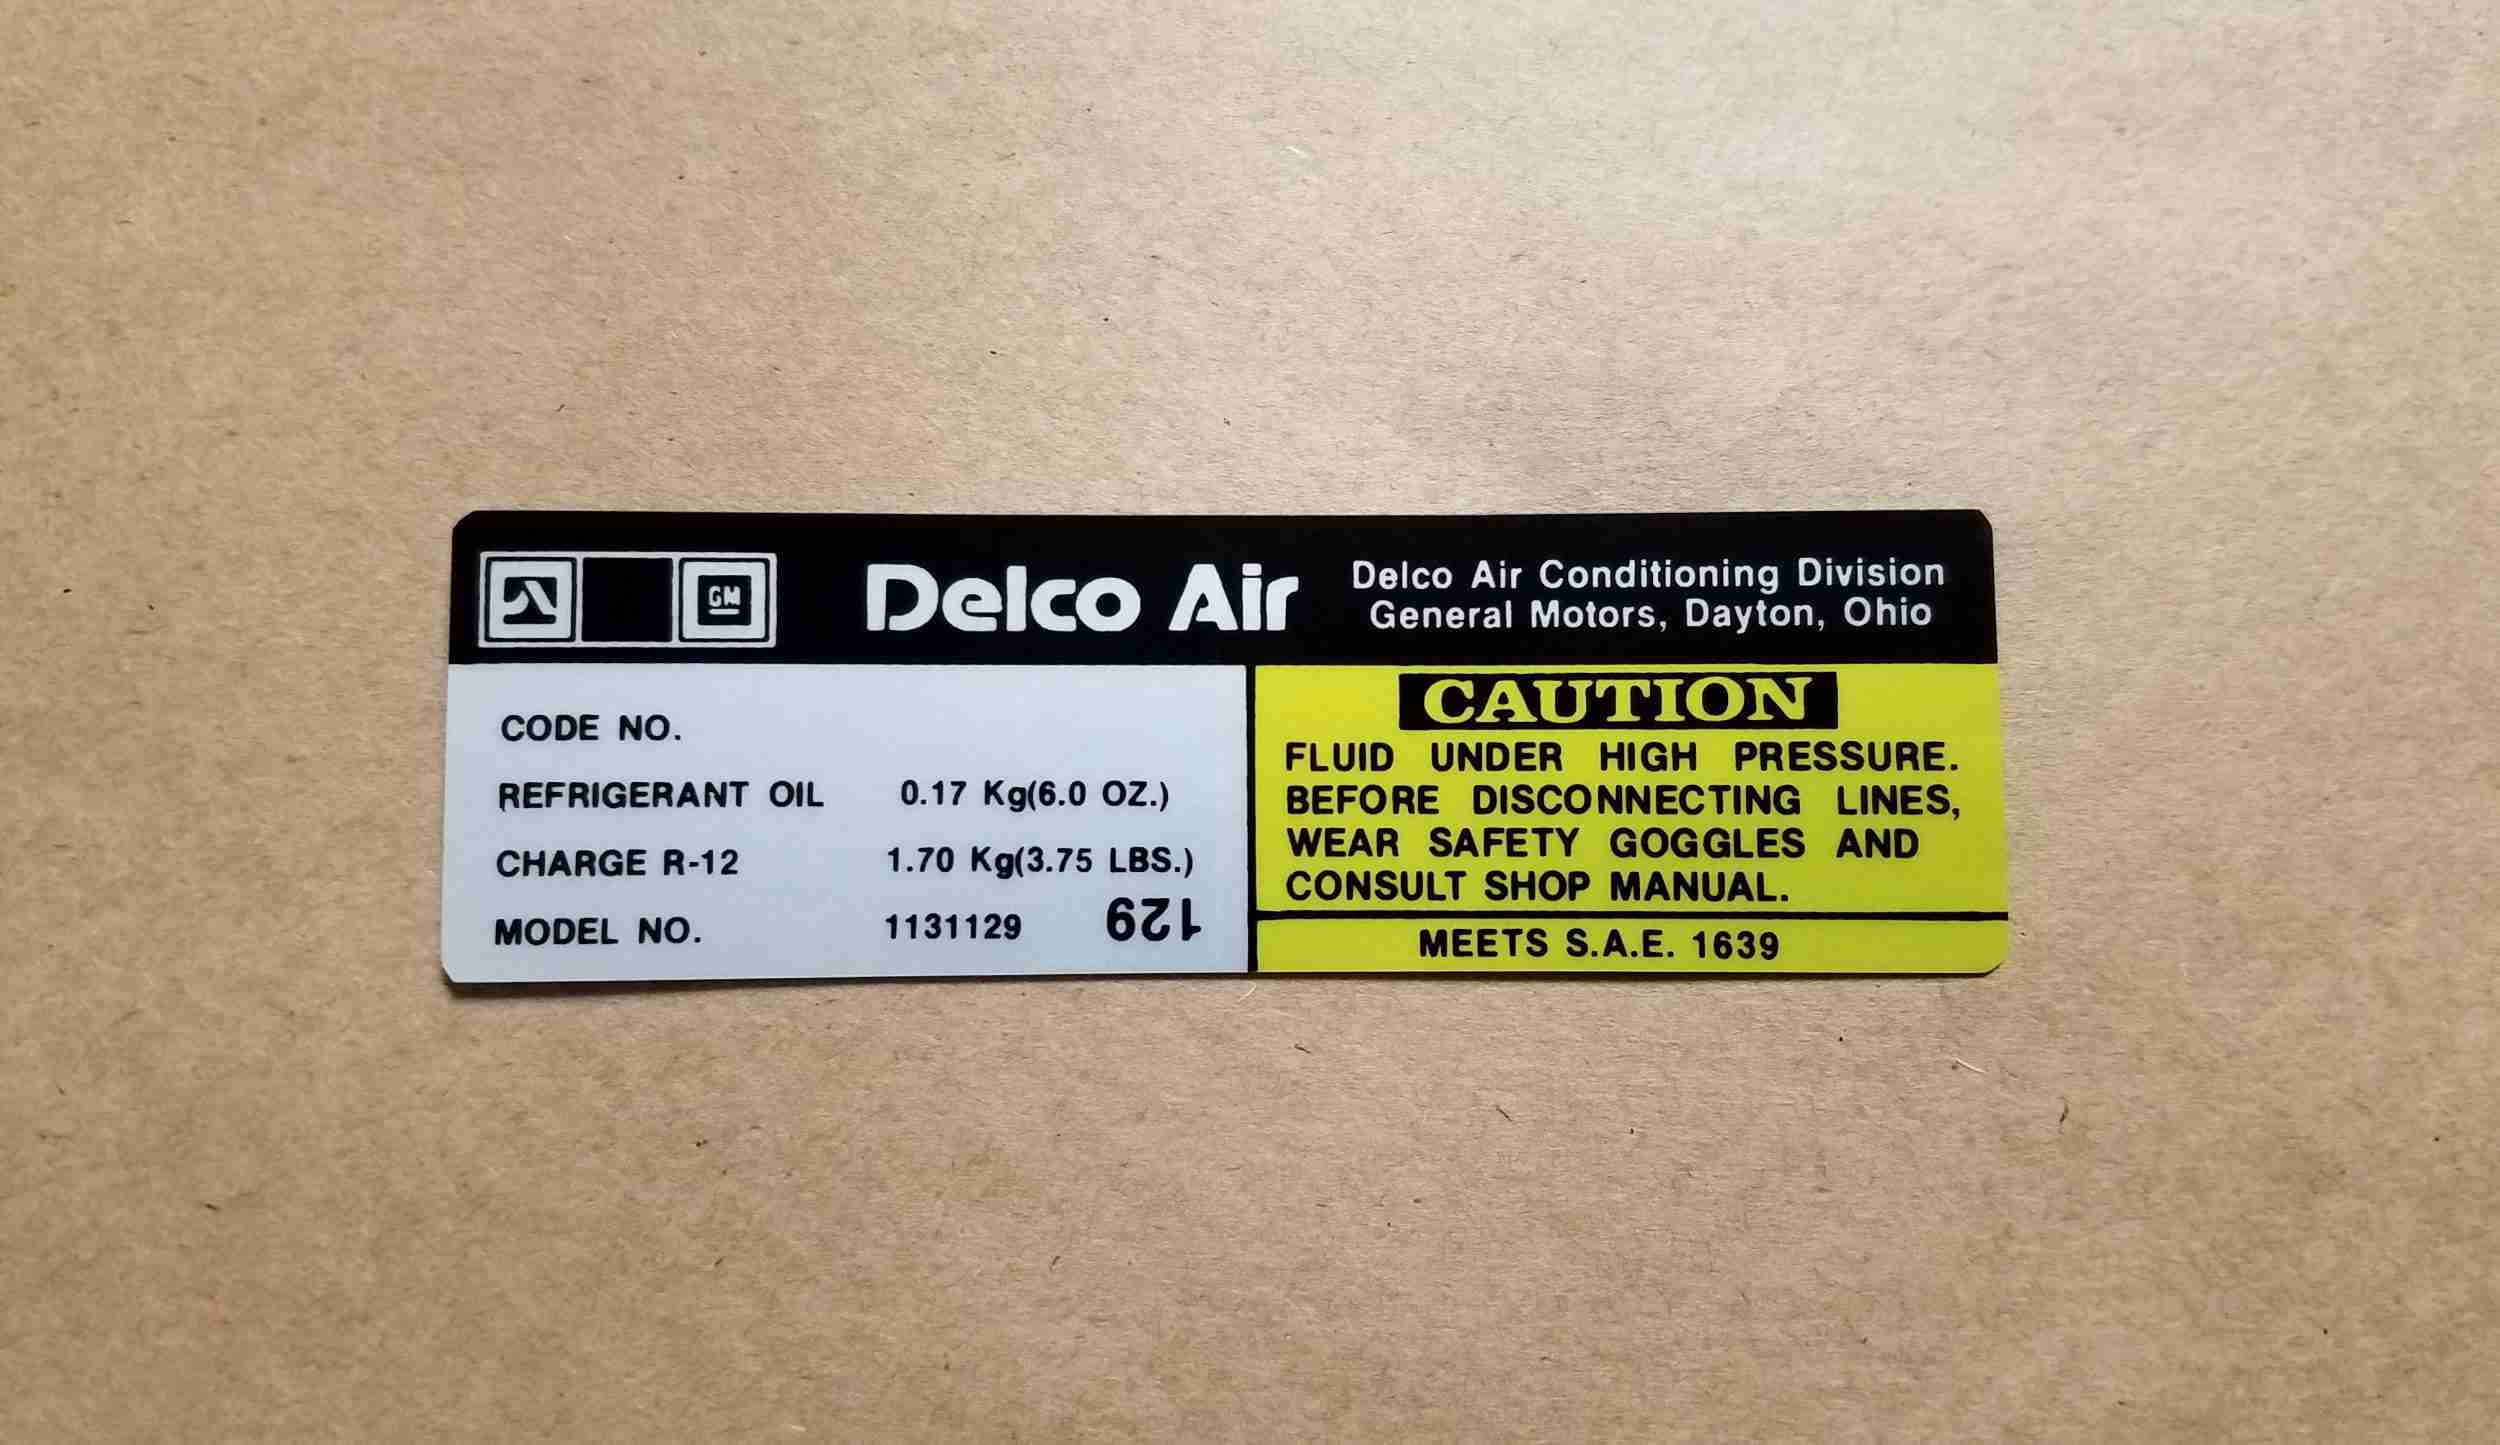 GM
Delco Air
Delco Air Conditioning Division
General Motors, Dayton, Ohio
CODE NO.
REFRIGERANT OIL 0.17 Kg(6.0 OZ.)
CHARGE R-12 1.70 Kg(3.75 LBS.)
MODEL NO. 1131129 129
CAUTION
FLUID UNDER HIGH PRESSURE.
BEFORE DISCONNECTING LINES,
WEAR SAFETY GOGGLES AND
CONSULT SHOP MANUAL.
MEETS S.A.E. 1639